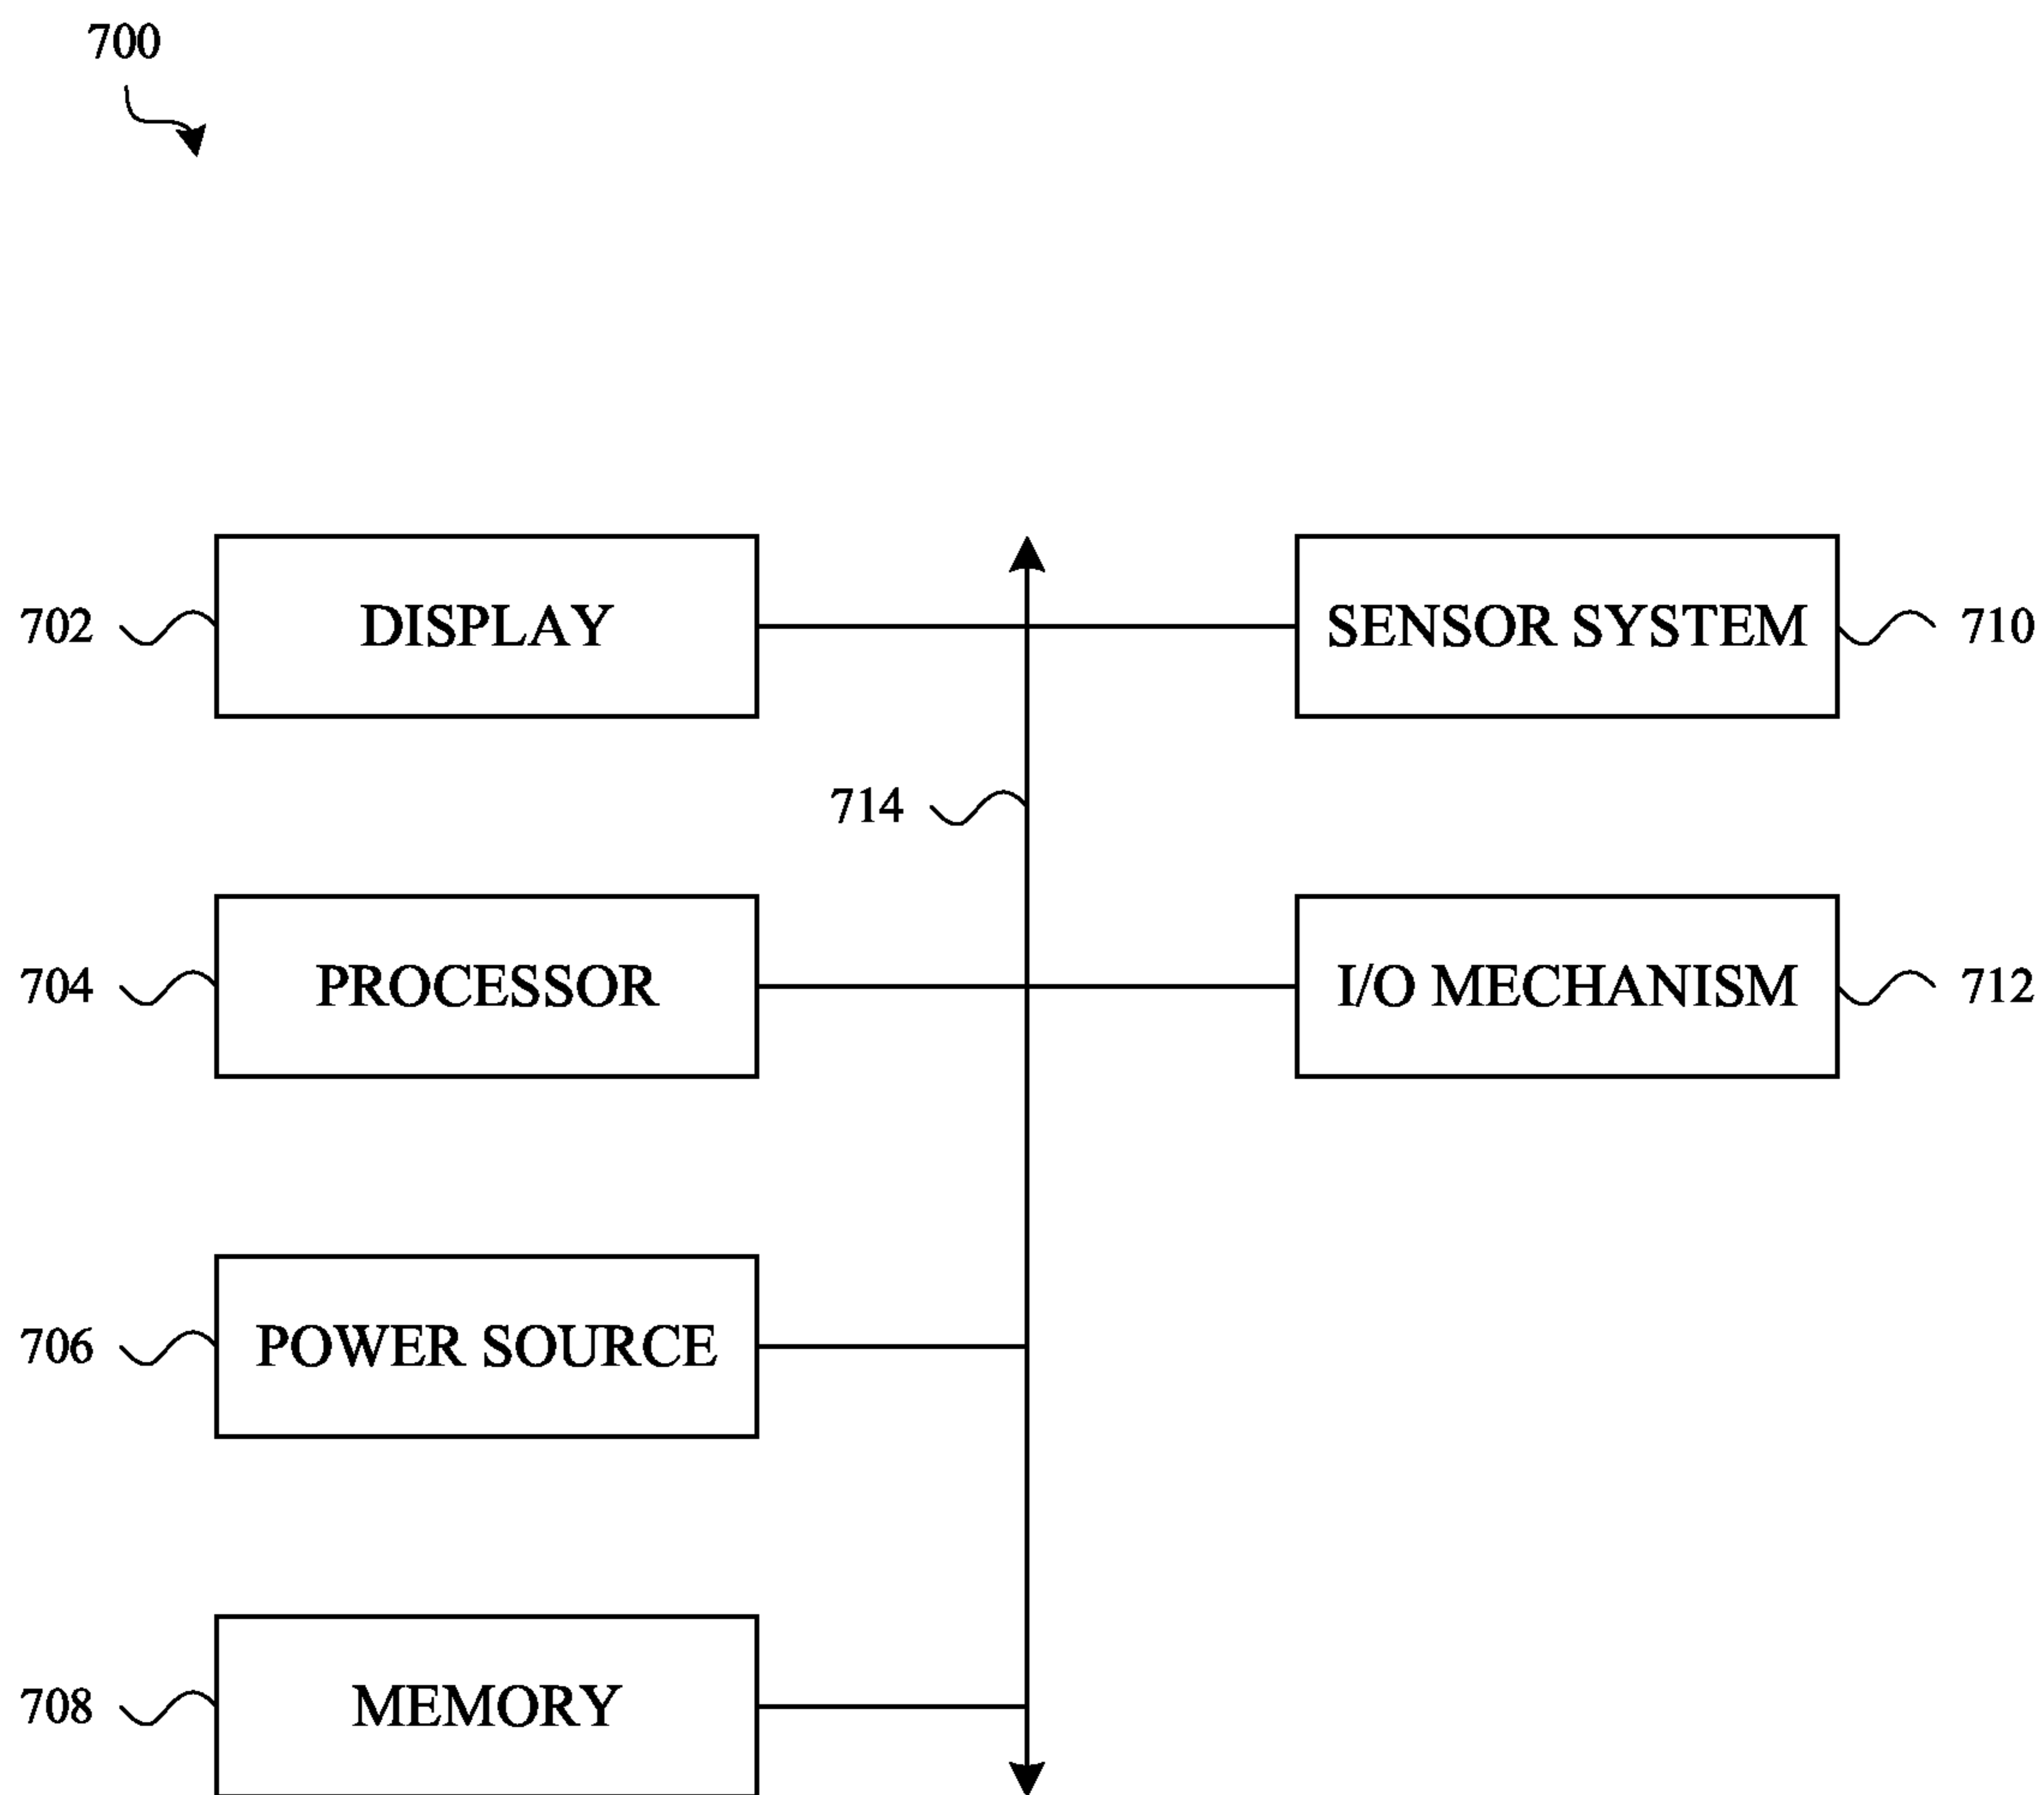 700
702 DISPLAY SENSOR SYSTEM 710
714
704 PROCESSOR I/O MECHANISM 712
706 POWER SOURCE
708 MEMORY